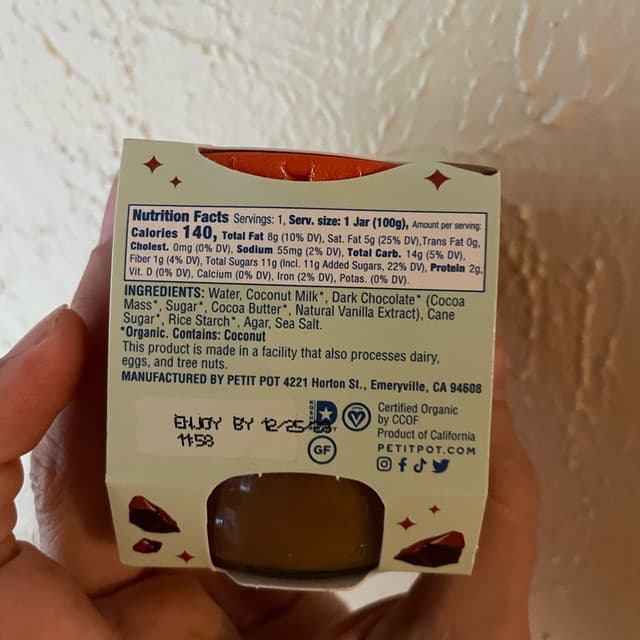 Nutrition Facts Servings: 1, Serv. size: 1 Jar (100g), Amount per serving:
Calories 140, Total Fat 8g (10% DV), Sat. Fat 5g (25% DV),Trans Fat 0g,
Cholest. 0mg (0% DV), Sodium 55mg (2% DV), Total Carb. 14g (5% DV),
Fiber 1g (4% DV), Total Sugars 11g (Incl. 11g Added Sugars, 22% DV), Protein 2g,
Vit. D (0% DV), Calcium (0% DV), Iron (2% DV), Potas. (0% DV).
INGREDIENTS: Water, Coconut Milk*, Dark Chocolate* (Cocoa
Mass*, Sugar*, Cocoa Butter*, Natural Vanilla Extract), Cane
Sugar*, Rice Starch*, Agar, Sea Salt.
*Organic. Contains: Coconut
This product is made in a facility that also processes dairy,
eggs, and tree nuts.
MANUFACTURED BY PETIT POT 4221 Horton St., Emeryville, CA 94608
ENJOY BY 12/25/
11:58
KOSHER
D
V
GF
Certified Organic
by CCOF
Product of California
PETITPOT.COM